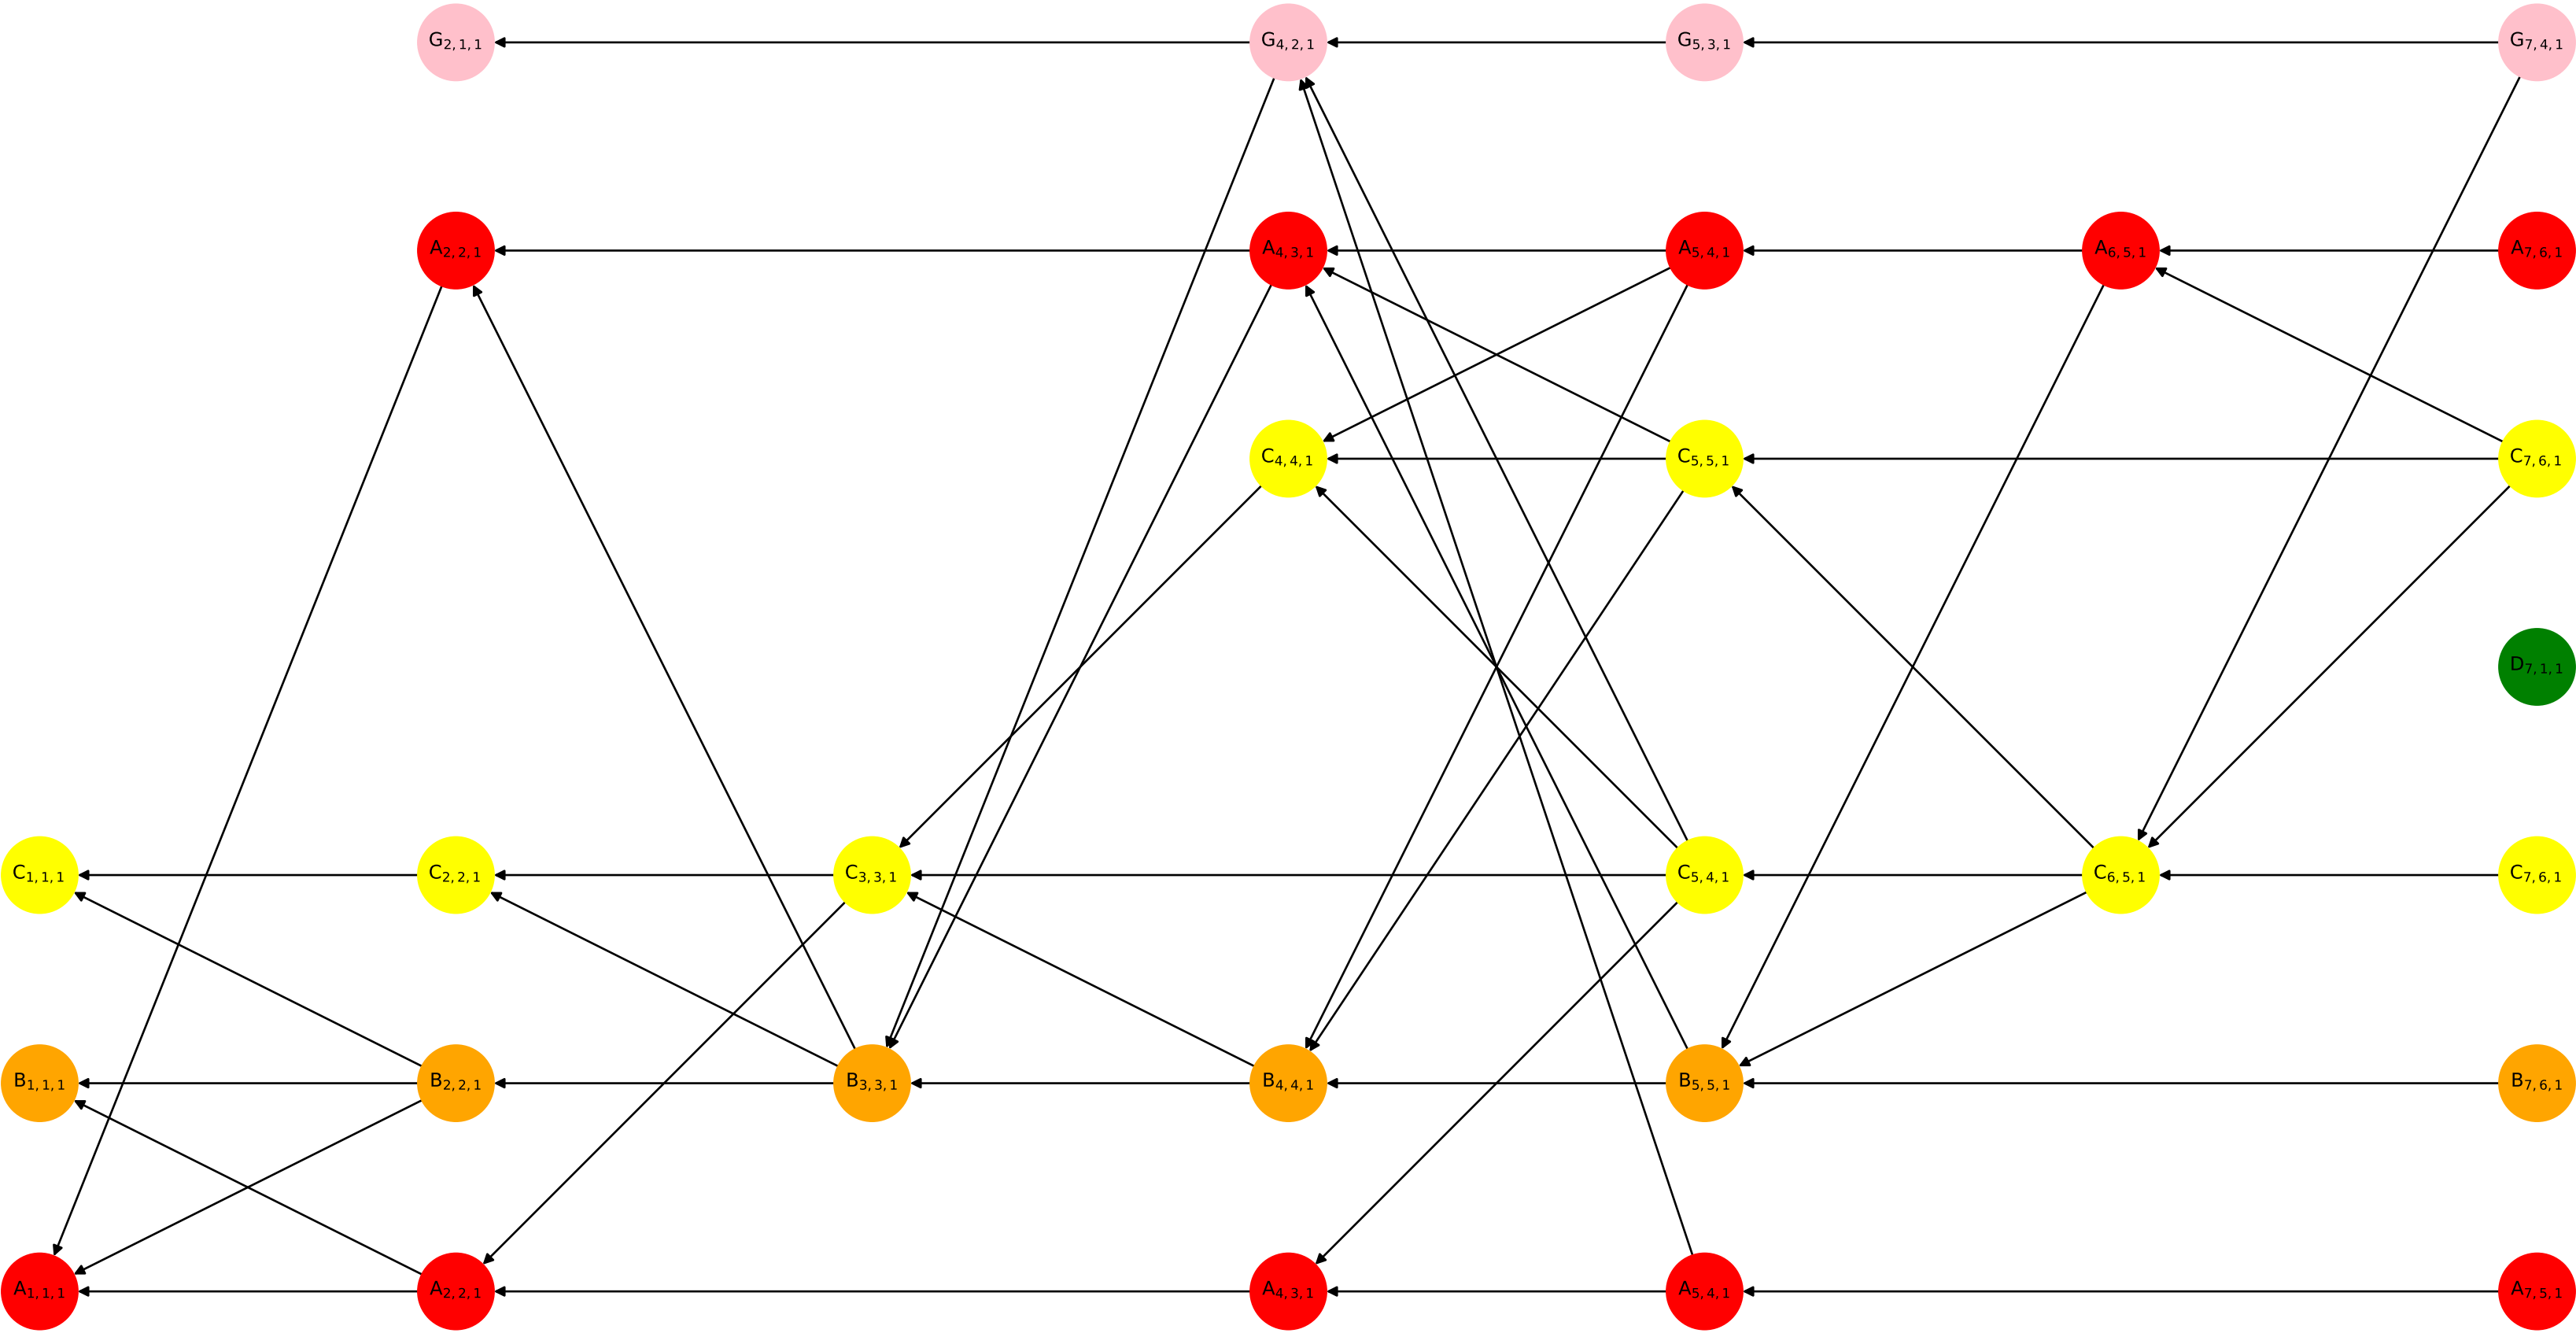 G2,1,1 G4,2,1 G5,3,1 G7,4,1
A2,2,1 A4,3,1 A5,4,1 A6,5,1 A7,6,1
C4,4,1 C5,5,1 C7,6,1
D7,1,1
C1,1,1 C2,2,1 C3,3,1 C5,4,1 C6,5,1 C7,6,1
B1,1,1 B2,2,1 B3,3,1 B4,4,1 B5,5,1 B7,6,1
A1,1,1 A2,2,1 A4,3,1 A5,4,1 A7,5,1